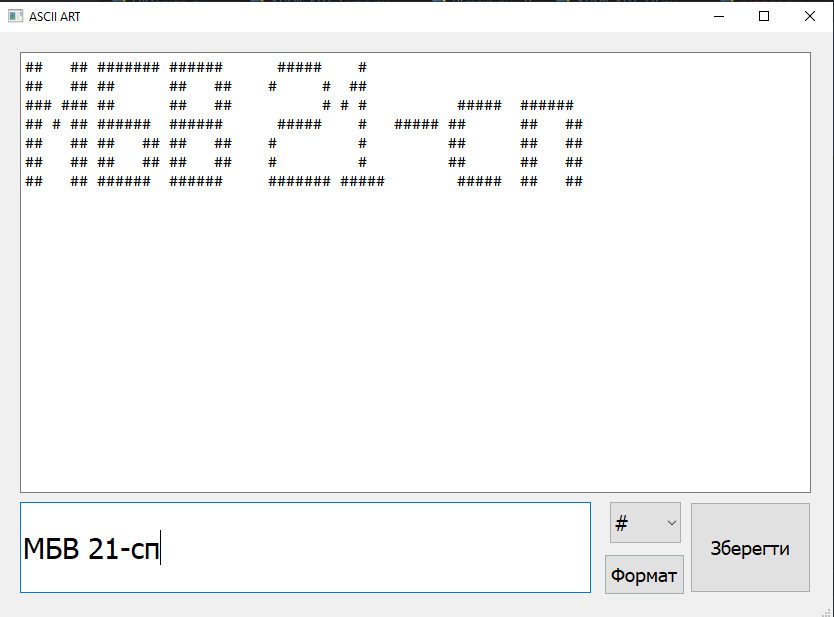 ASCII ART
##   ## ####### ######      #####    #
##   ## ##      ##   ##    #     #  ##
### ### ##      ##   ##          # # #          #####  ######
## # ## ######  ######      #####    #   ##### ##      ##   ##
##   ## ##   ## ##   ##    #         #         ##      ##   ##
##   ## ##   ## ##   ##    #         #         ##      ##   ##
##   ## ######  ######     ####### #####        #####  ##   ##
МБВ 21-сп
#
Формат
Зберегти